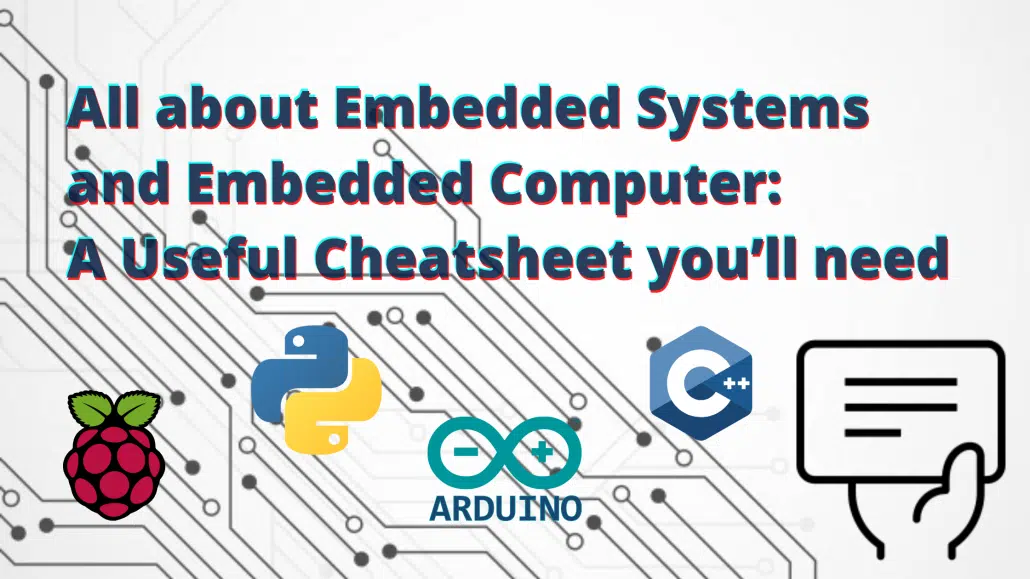 All about Embedded Systems
and Embedded Computer:
A Useful Cheatsheet you’ll need
C++
ARDUINO